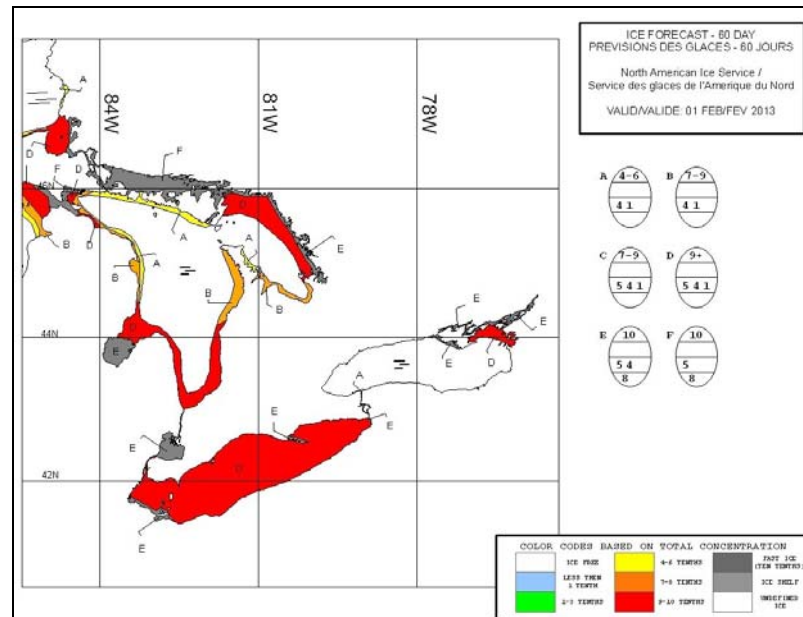 ICE FORECAST - 60 DAY
PREVISIONS DES GLACES - 60 JOURS
North American Ice Service /
Service des glaces de l'Amerique du Nord
VALID/VALIDE: 01 FEB/FEV 2013
84W
81W
78W
A
F
D
F
D
46N
D
E
A
A
D
B
B
A
B
B
E
E
44N
D
E
E
D
A
E
E
E
D
42N
E
A 4-6
4 1
B 7-9
4 1
C 7-9
5 4 1
D 9+
5 4 1
E 10
5 4
8
F 10
5
8
COLOR CODES BASED ON TOTAL CONCENTRATION
ICE FREE
4-6 TENTHS
FAST ICE
(TEN TENTHS)
LESS THEN
1 TENTH
7-8 TENTHS
ICE SHELF
2-3 TENTHS
9-10 TENTHS
UNDEFINED
ICE